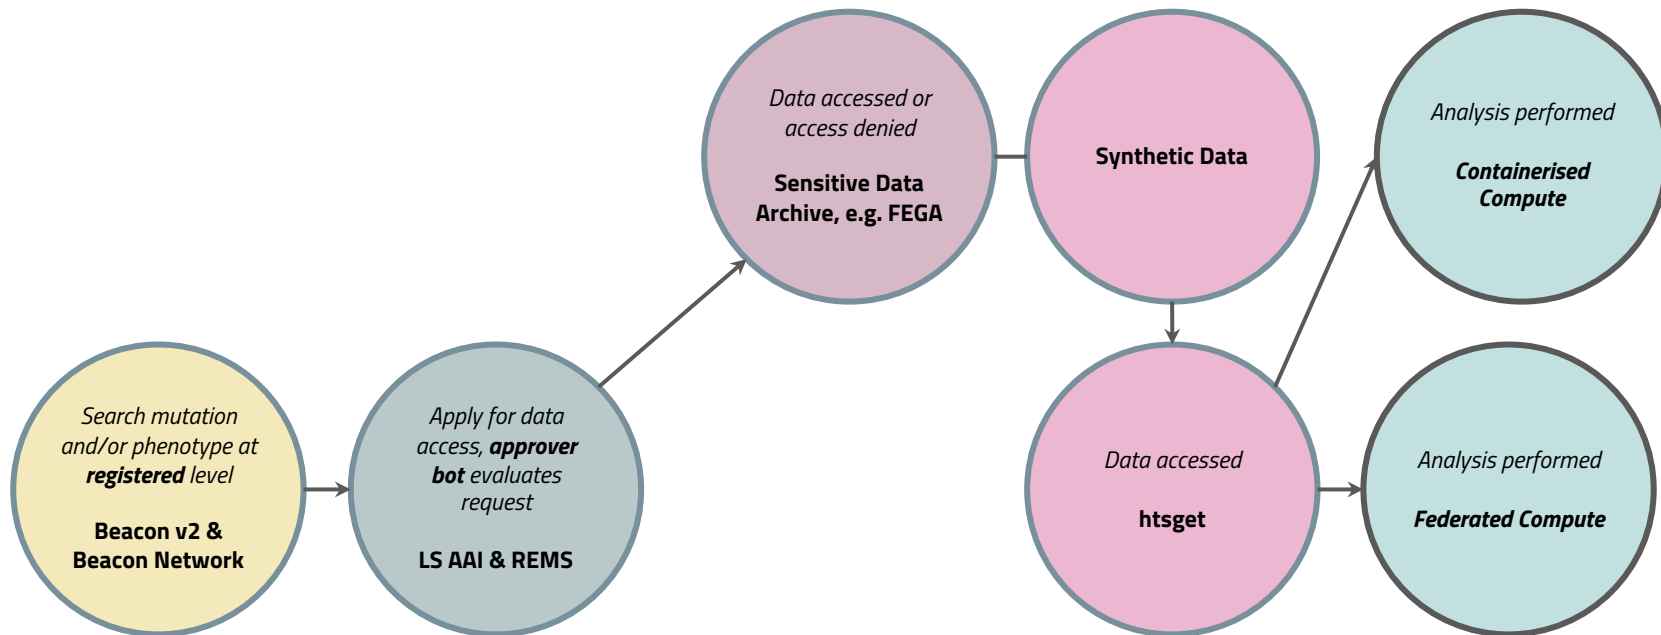 Search mutation
and/or phenotype at
registered level
Beacon v2 &
Beacon Network
Apply for data
access, approver
bot evaluates
request
LS AAI & REMS
Data accessed or
access denied
Sensitive Data
Archive, e.g. FEGA
Synthetic Data
Data accessed
htsget
Analysis performed
Containerised
Compute
Analysis performed
Federated Compute